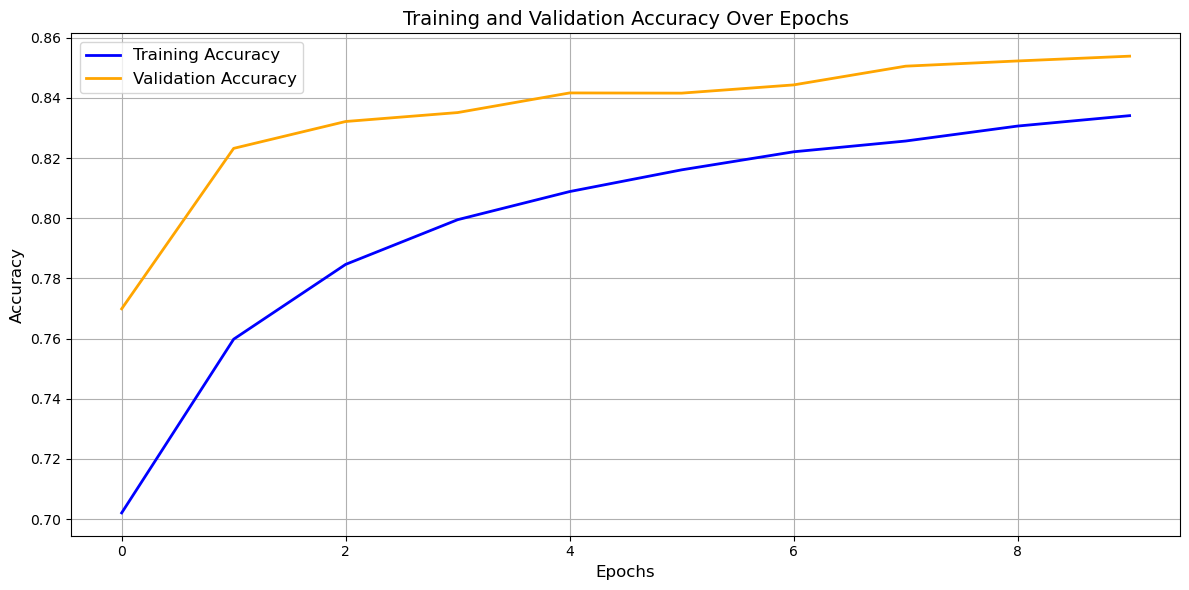 Training and Validation Accuracy Over Epochs
Training Accuracy
Validation Accuracy
Accuracy
0.86
0.84
0.82
0.80
0.78
0.76
0.74
0.72
0.70
0 2 4 6 8
Epochs